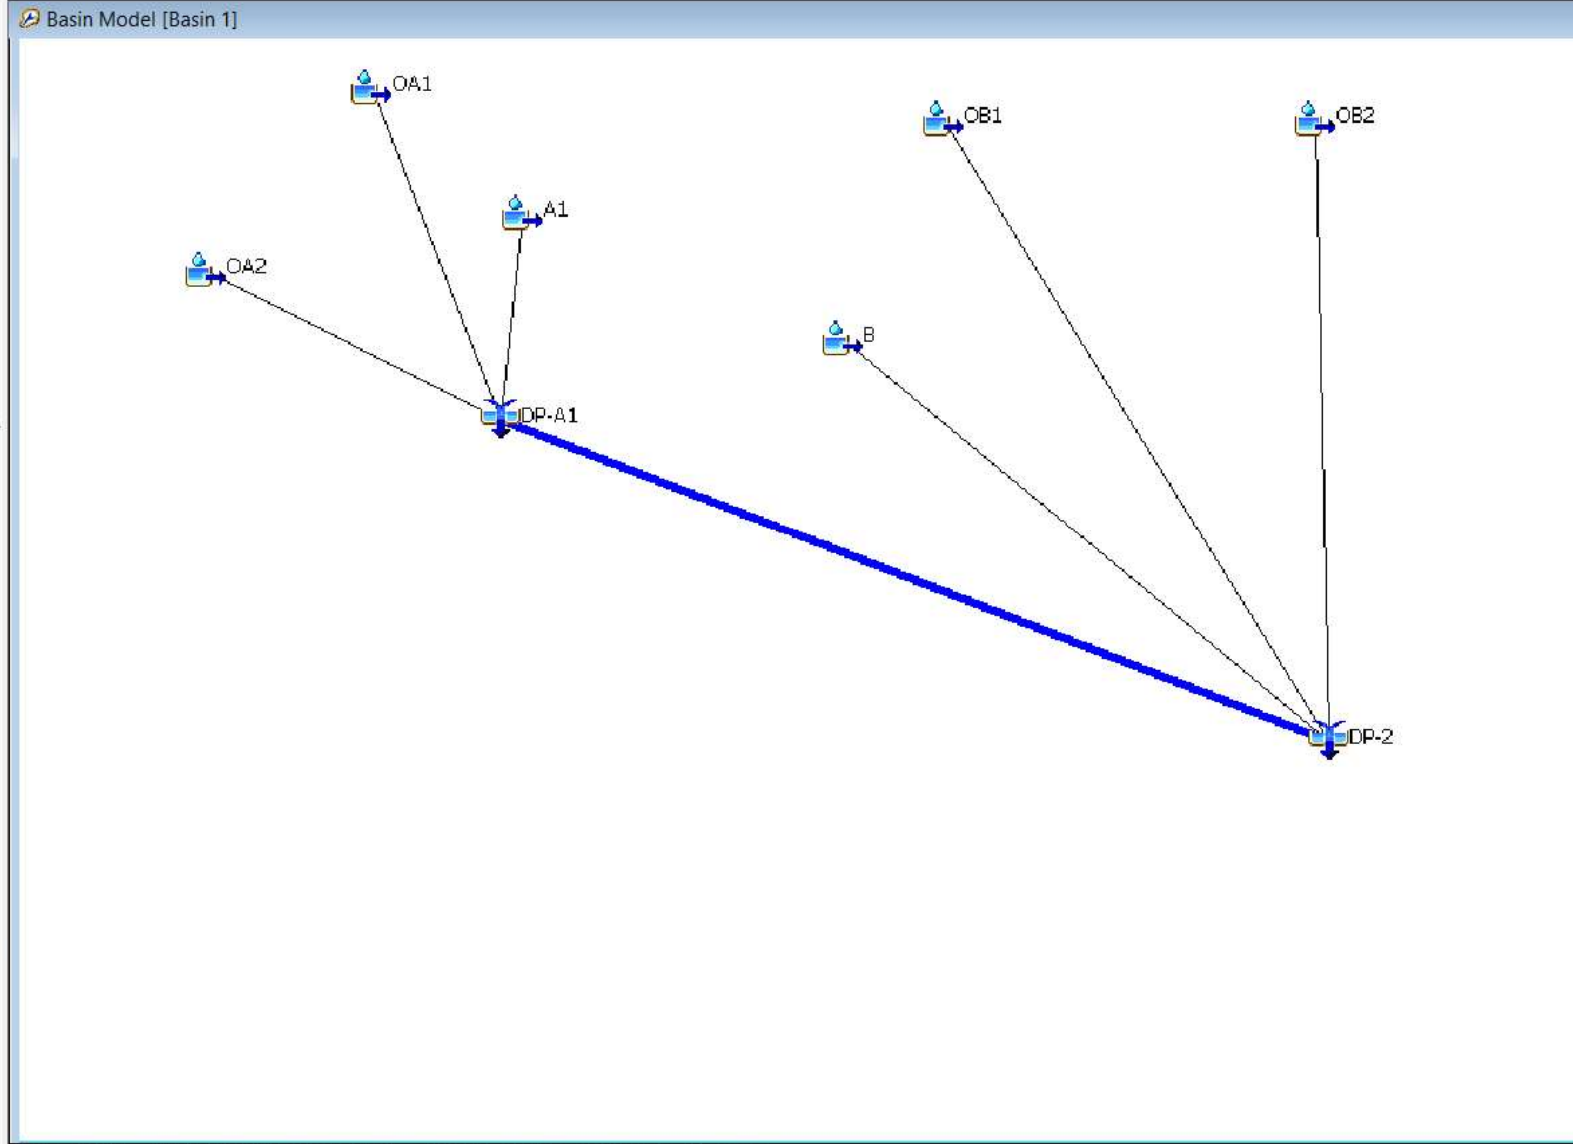 Basin Model [Basin 1]
OA1
OB1
OB2
A1
OA2
B
DP-A1
DP-2